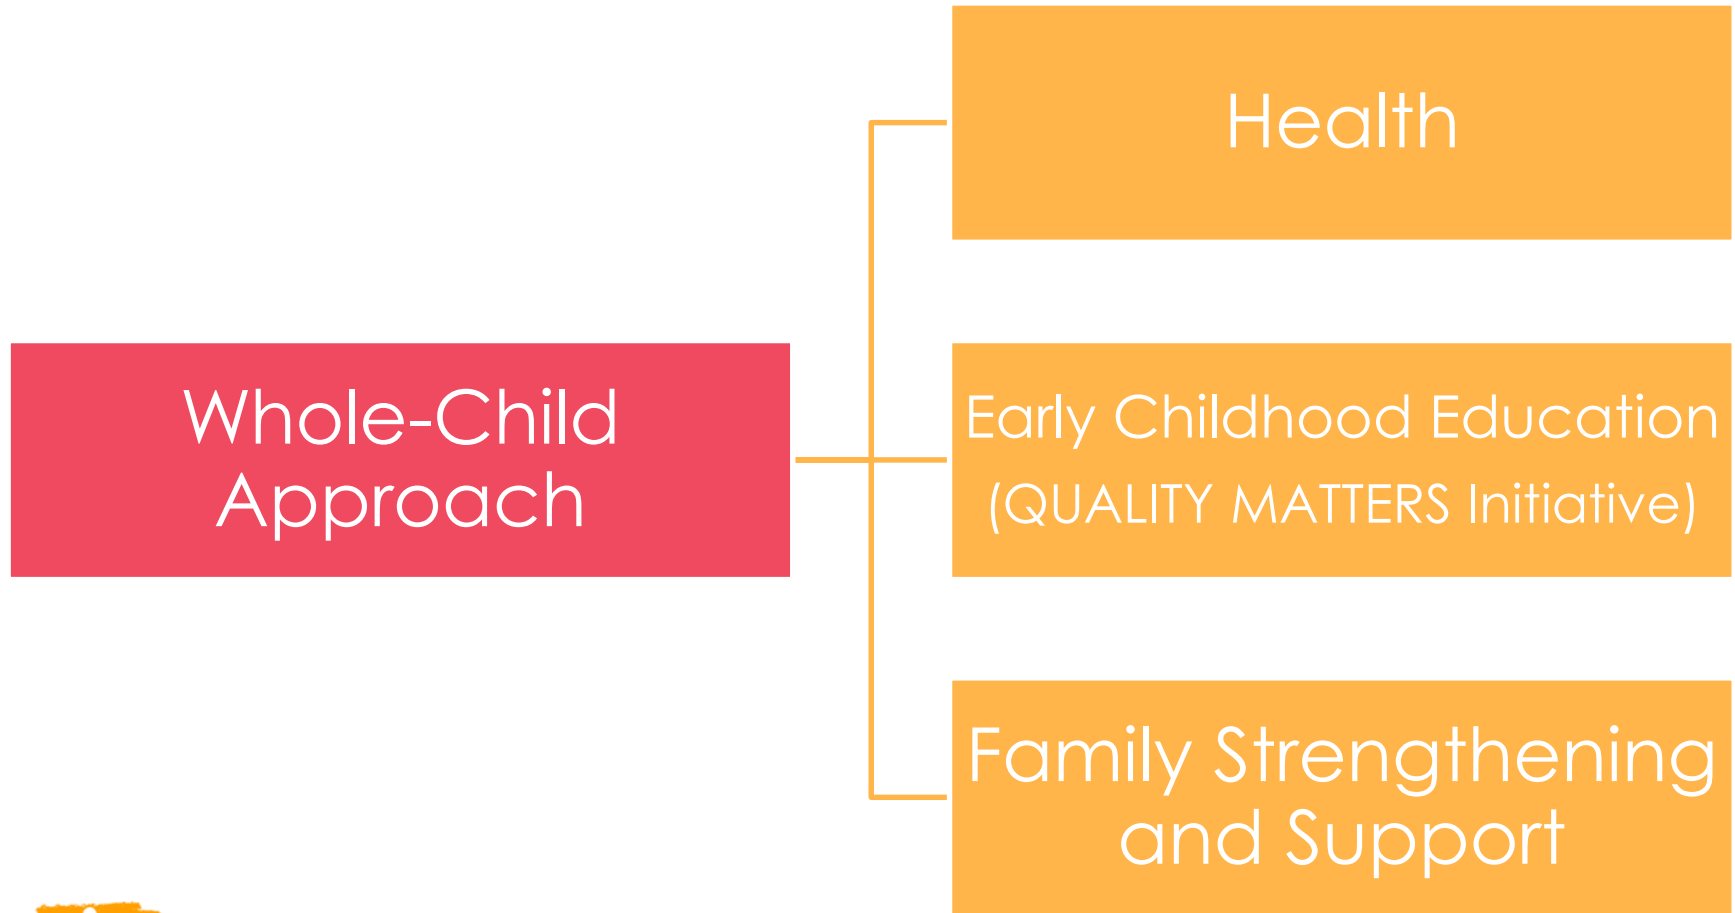 Health
Whole-Child
Approach
Early Childhood Education
(QUALITY MATTERS Initiative)
Family Strengthening
and Support